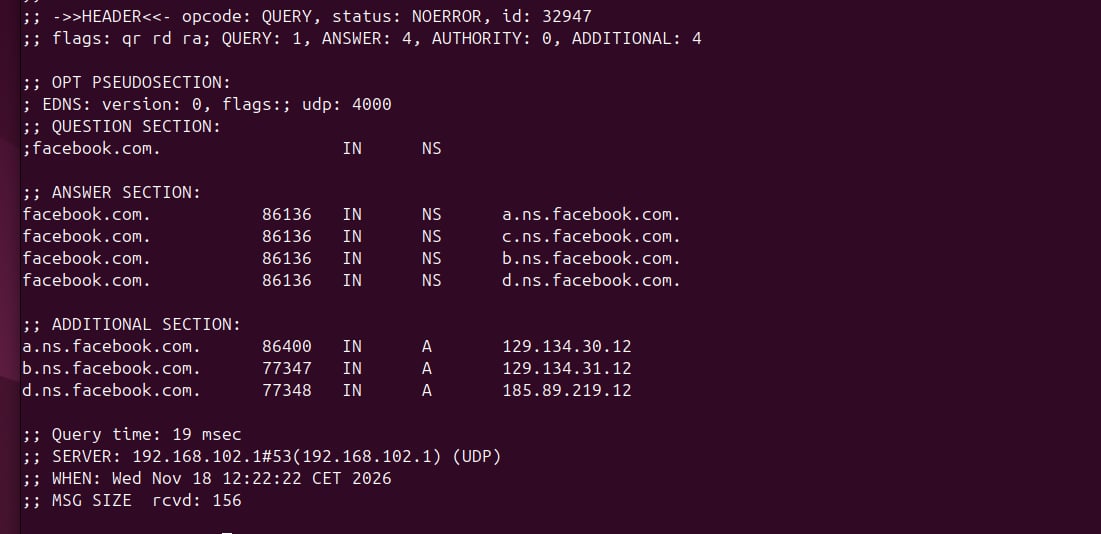 ;; ->>HEADER<<- opcode: QUERY, status: NOERROR, id: 32947
;; flags: qr rd ra; QUERY: 1, ANSWER: 4, AUTHORITY: 0, ADDITIONAL: 4
;; OPT PSEUDOSECTION:
; EDNS: version: 0, flags:; udp: 4000
;; QUESTION SECTION:
;facebook.com. IN NS
;; ANSWER SECTION:
facebook.com. 86136 IN NS a.ns.facebook.com.
facebook.com. 86136 IN NS c.ns.facebook.com.
facebook.com. 86136 IN NS b.ns.facebook.com.
facebook.com. 86136 IN NS d.ns.facebook.com.
;; ADDITIONAL SECTION:
a.ns.facebook.com. 86400 IN A 129.134.30.12
b.ns.facebook.com. 77347 IN A 129.134.31.12
d.ns.facebook.com. 77348 IN A 185.89.219.12
;; Query time: 19 msec
;; SERVER: 192.168.102.1#53(192.168.102.1) (UDP)
;; WHEN: Wed Nov 18 12:22:22 CET 2026
;; MSG SIZE  rcvd: 156